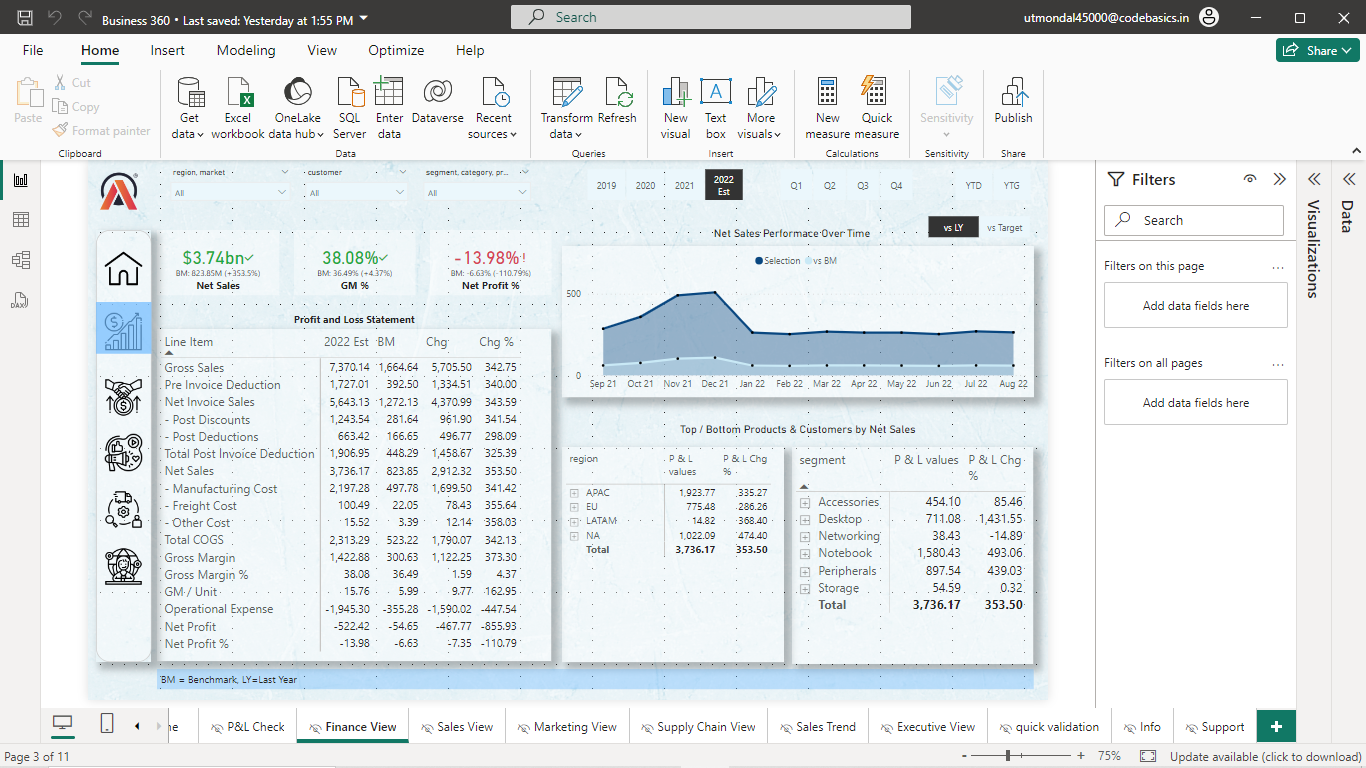 Business 360 • Last saved: Yesterday at 1:55 PM
Search
utmondal45000@codebasics.in
File Home Insert Modeling View Optimize Help
Share
Paste
Cut
Copy
Format painter
Clipboard
Get data
Excel workbook
OneLake data hub
SQL Server
Enter data
Dataverse
Recent sources
Data
Transform data
Refresh
Queries
New visual
Text box
More visuals
Insert
New measure
Quick measure
Calculations
Sensitivity
Sensitivity
Publish
Share
region, market
All
customer
All
segment, category, pr...
All
2019 2020 2021 2022 Est
Q1 Q2 Q3 Q4
YTD YTG
vs LY vs Target
$3.74bn
BM: 823.85M (+353.5%)
Net Sales
38.08%
BM: 36.49% (+4.37%)
GM %
-13.98% !
BM: -6.63% (-110.79%)
Net Profit %
Net Sales Performace Over Time
Selection vs BM
500
0
Sep 21 Oct 21 Nov 21 Dec 21 Jan 22 Feb 22 Mar 22 Apr 22 May 22 Jun 22 Jul 22 Aug 22
Profit and Loss Statement
Line Item 2022 Est BM Chg Chg %
Gross Sales 7,370.14 1,664.64 5,705.50 342.75
Pre Invoice Deduction 1,727.01 392.50 1,334.51 340.00
Net Invoice Sales 5,643.13 1,272.13 4,370.99 343.59
- Post Discounts 1,243.54 281.64 961.90 341.54
- Post Deductions 663.42 166.65 496.77 298.09
Total Post Invoice Deduction 1,906.95 448.29 1,458.67 325.39
Net Sales 3,736.17 823.85 2,912.32 353.50
- Manufacturing Cost 2,197.28 497.78 1,699.50 341.42
- Freight Cost 100.49 22.05 78.43 355.64
- Other Cost 15.52 3.39 12.14 358.03
Total COGS 2,313.29 523.22 1,790.07 342.13
Gross Margin 1,422.88 300.63 1,122.25 373.30
Gross Margin % 38.08 36.49 1.59 4.37
GM / Unit 15.76 5.99 9.77 162.95
Operational Expense -1,945.30 -355.28 -1,590.02 -447.54
Net Profit -522.42 -54.65 -467.77 -855.93
Net Profit % -13.98 -6.63 -7.35 -110.79
Top / Bottom Products & Customers by Net Sales
region P & L values P & L Chg %
APAC 1,923.77 335.27
EU 775.48 286.26
LATAM 14.82 368.40
NA 1,022.09 474.40
Total 3,736.17 353.50
segment P & L values P & L Chg %
Accessories 454.10 85.46
Desktop 711.08 1,431.55
Networking 38.43 -14.89
Notebook 1,580.43 493.06
Peripherals 897.54 439.03
Storage 54.59 0.32
Total 3,736.17 353.50
BM = Benchmark, LY=Last Year
Filters
Search
Filters on this page ...
Add data fields here
Filters on all pages ...
Add data fields here
Visualizations
Data
DAX
P&L Check Finance View Sales View Marketing View Supply Chain View Sales Trend Executive View quick validation Info Support +
Page 3 of 11
- + 75%
Update available (click to download)